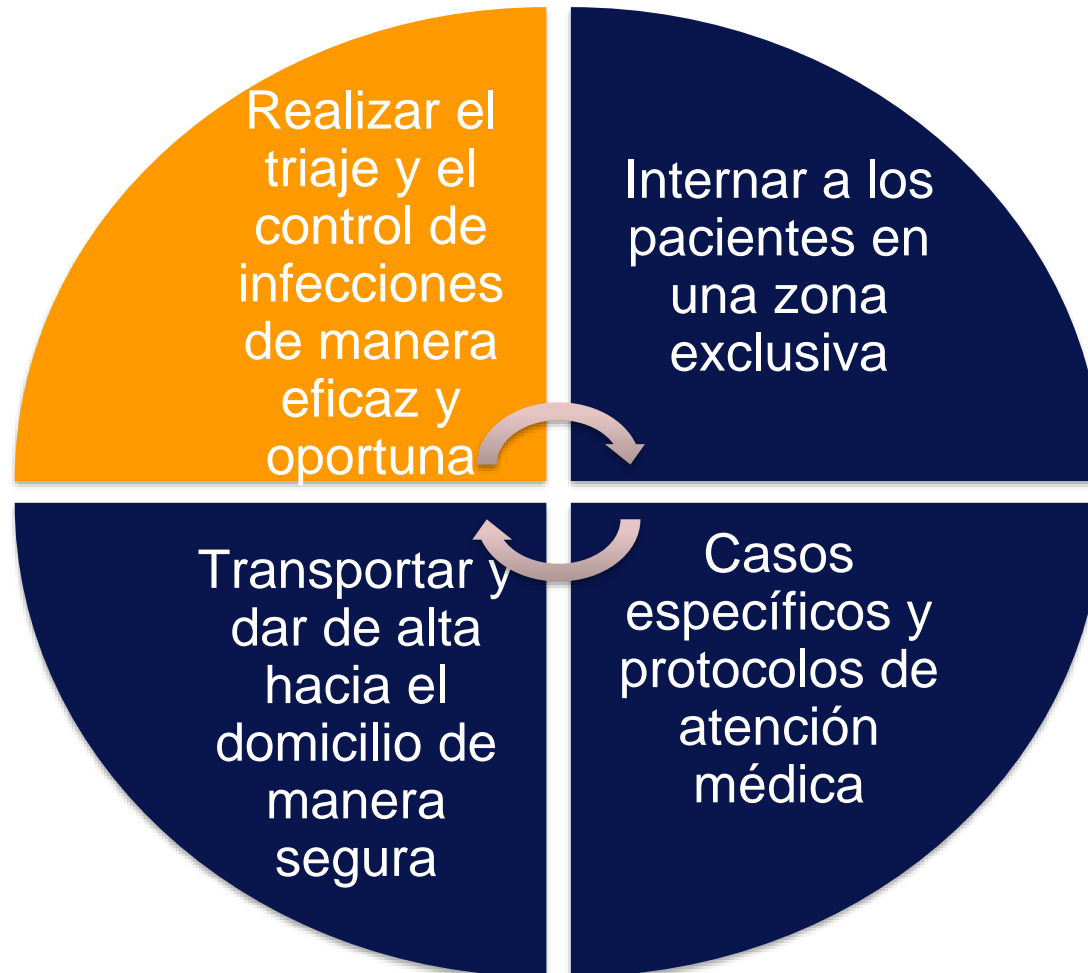 Realizar el
triaje y el
control de
infecciones
de manera
eficaz y
oportuna
Internar a los
pacientes en
una zona
exclusiva
Transportar y
dar de alta
hacia el
domicilio de
manera
segura
Casos
específicos y
protocolos de
atención
médica